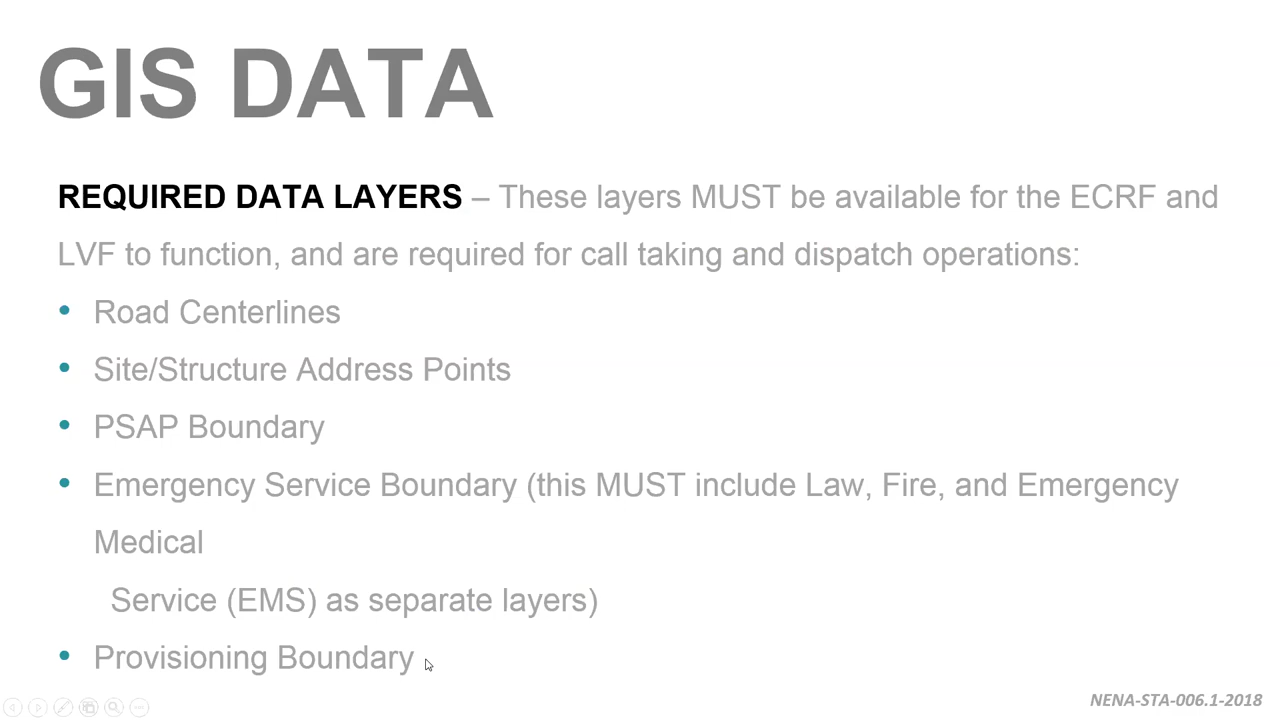 GIS DATA
REQUIRED DATA LAYERS – These layers MUST be available for the ECRF and
LVF to function, and are required for call taking and dispatch operations:
• Road Centerlines
• Site/Structure Address Points
• PSAP Boundary
• Emergency Service Boundary (this MUST include Law, Fire, and Emergency
Medical
Service (EMS) as separate layers)
• Provisioning Boundary
NENA-STA-006.1-2018